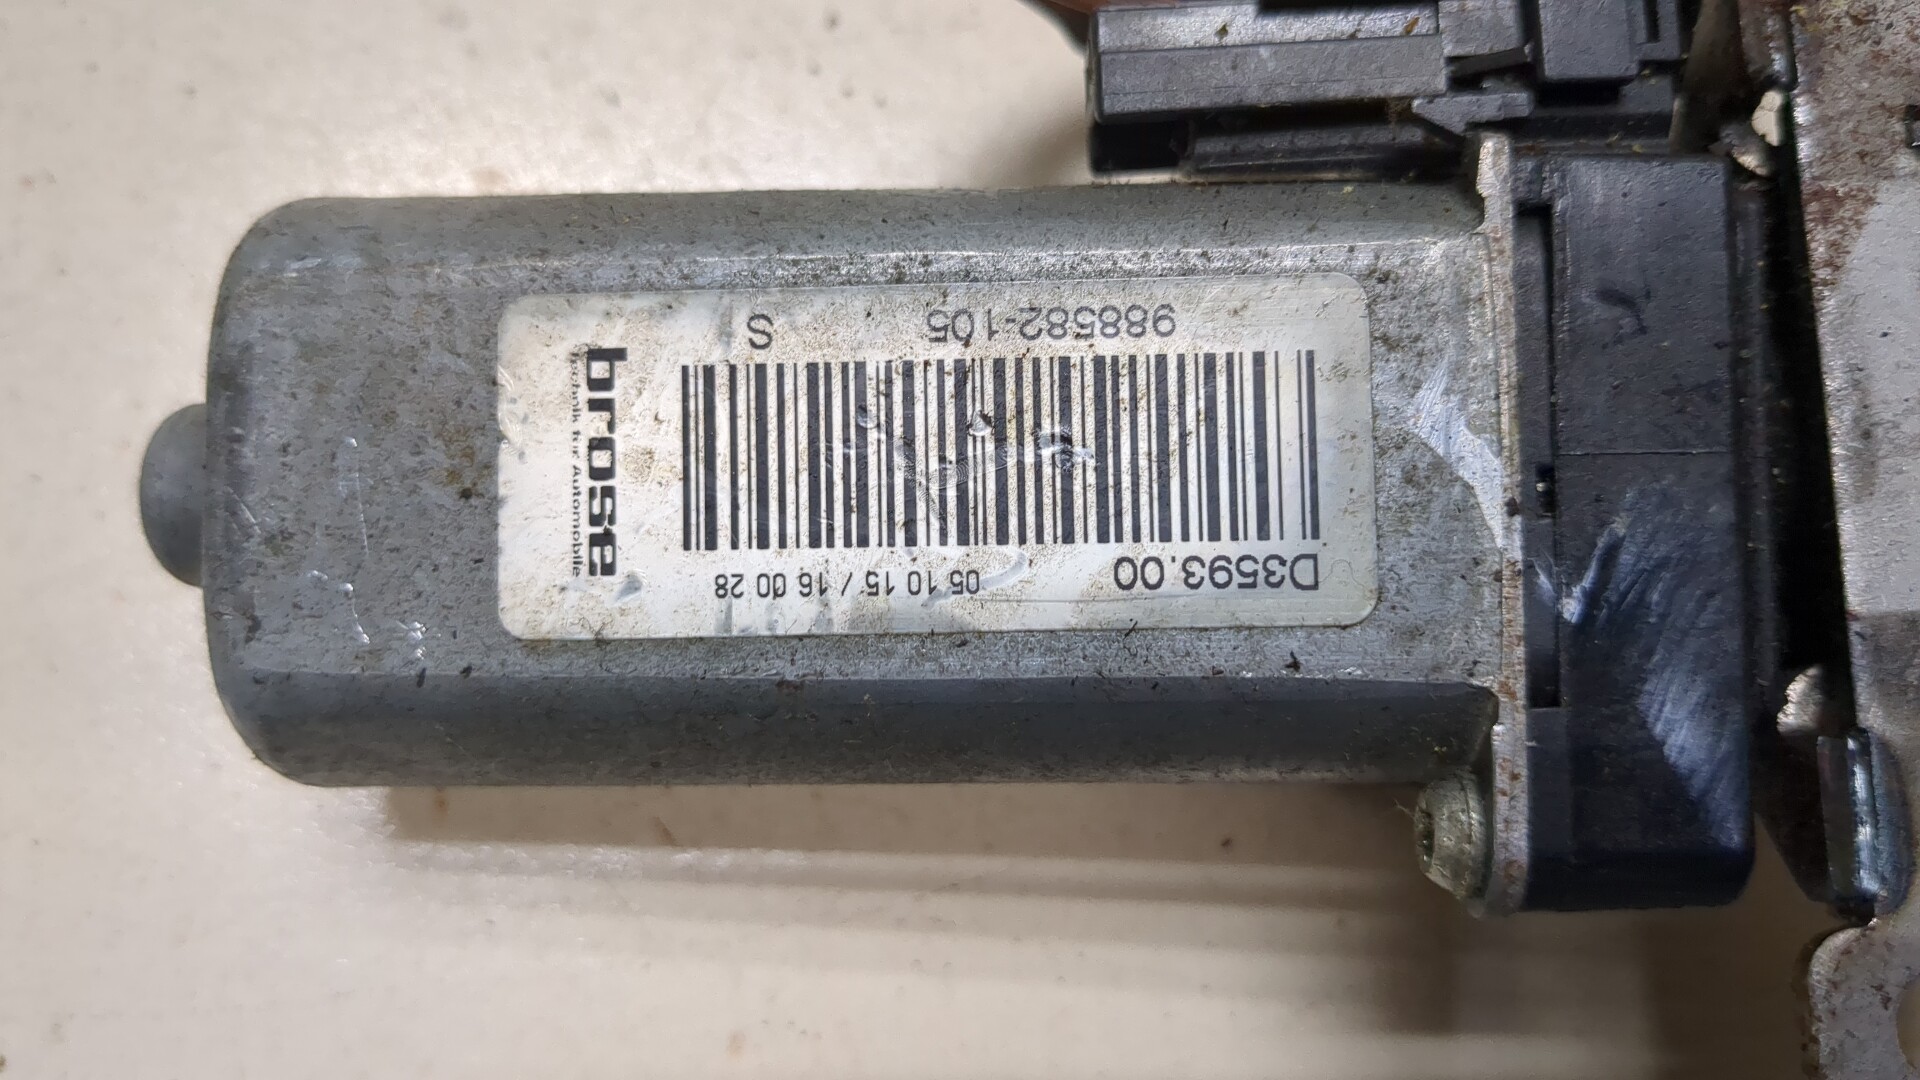 D3593.00 05 10 15 / 16 00 28
988582-105 S
brose
Technik für Automobile